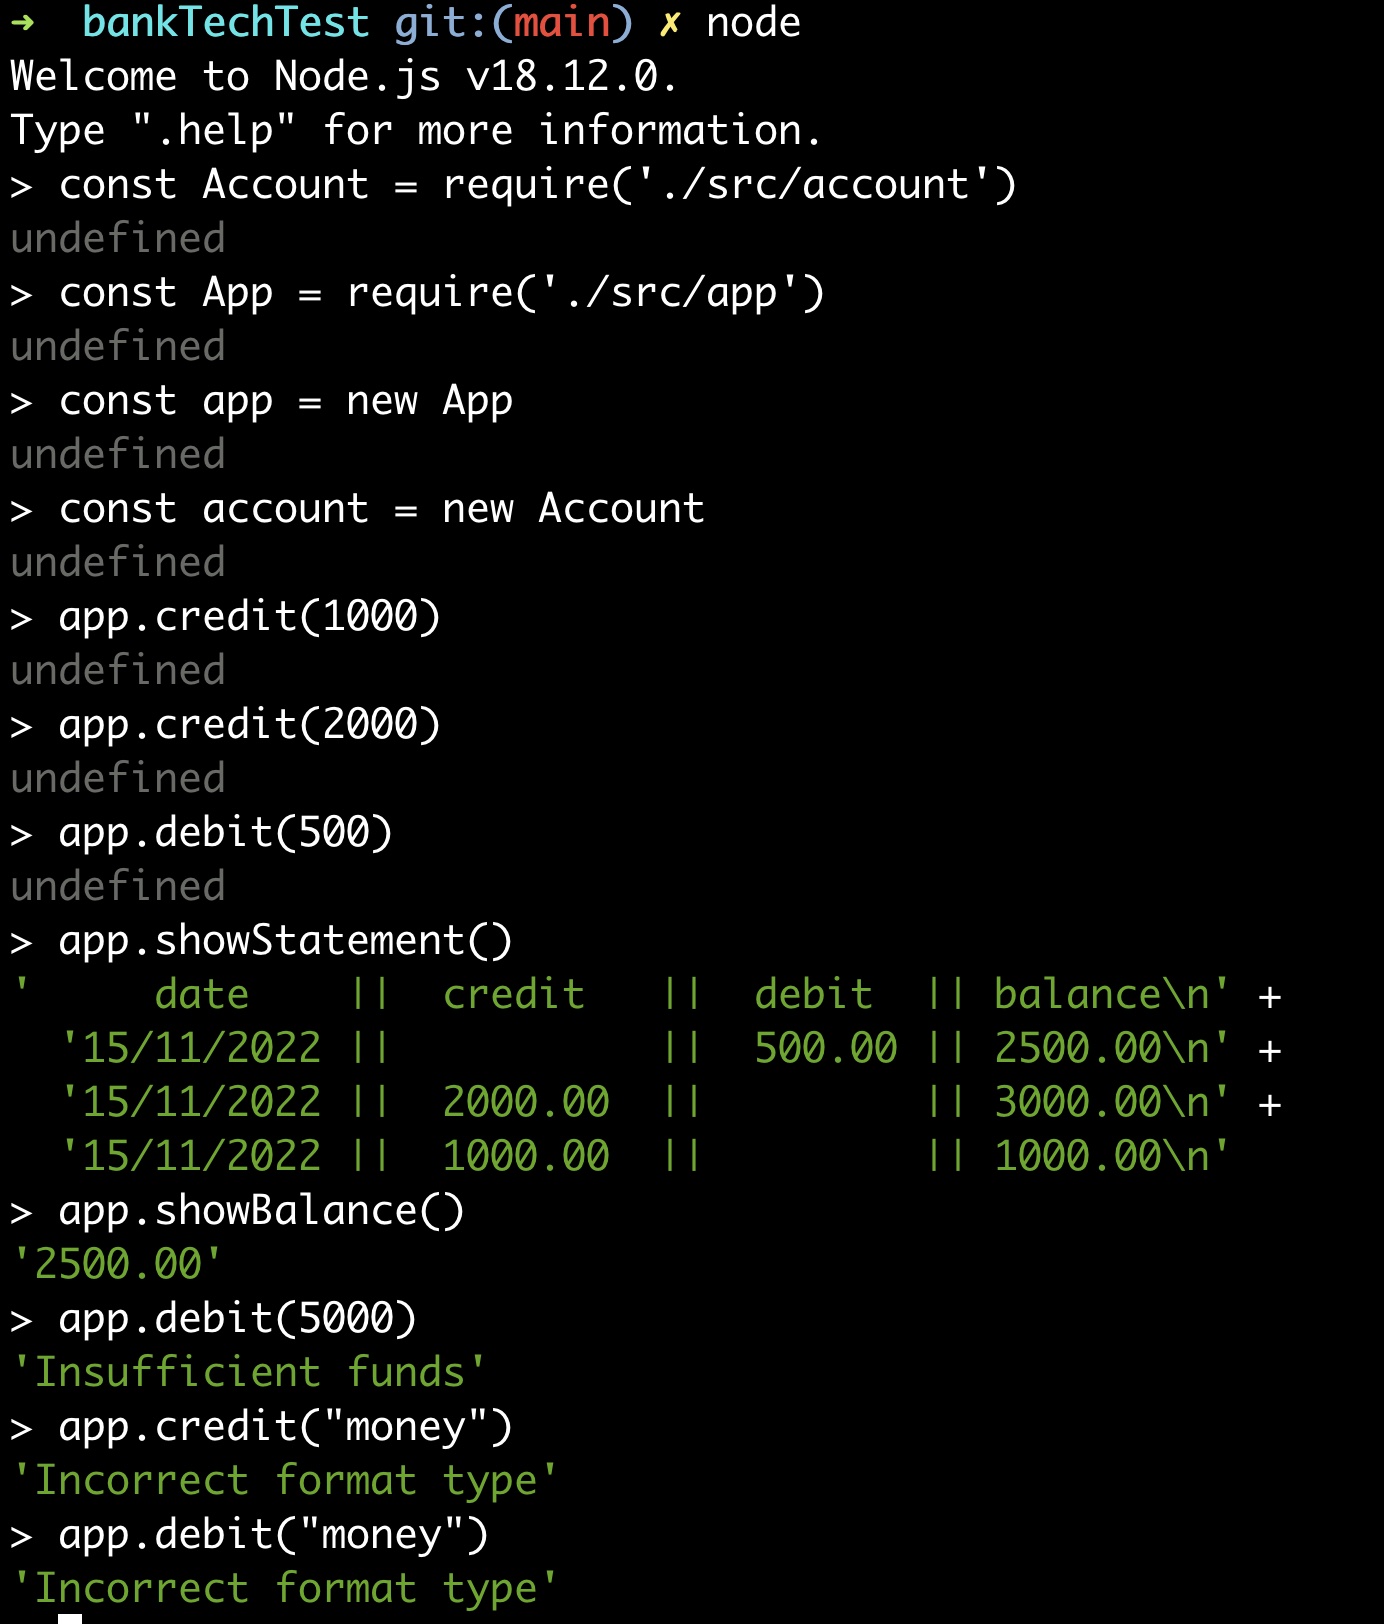 ➜  bankTechTest git:(main) ✗ node
Welcome to Node.js v18.12.0.
Type ".help" for more information.
> const Account = require('./src/account')
undefined
> const App = require('./src/app')
undefined
> const app = new App
undefined
> const account = new Account
undefined
> app.credit(1000)
undefined
> app.credit(2000)
undefined
> app.debit(500)
undefined
> app.showStatement()
'     date    ||  credit   ||  debit  || balance\n' +
  '15/11/2022 ||           ||  500.00 || 2500.00\n' +
  '15/11/2022 ||  2000.00  ||         || 3000.00\n' +
  '15/11/2022 ||  1000.00  ||         || 1000.00\n'
> app.showBalance()
'2500.00'
> app.debit(5000)
'Insufficient funds'
> app.credit("money")
'Incorrect format type'
> app.debit("money")
'Incorrect format type'